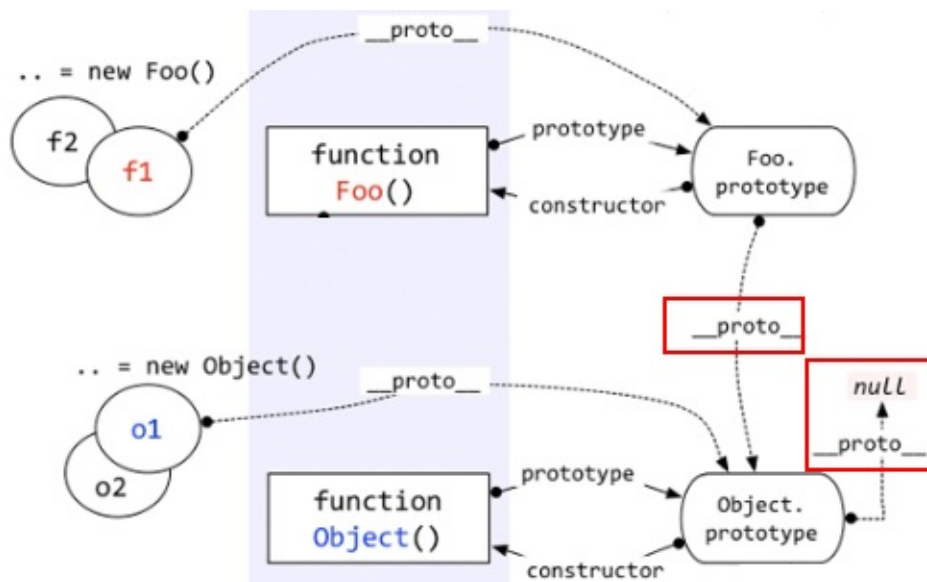 __proto__
.. = new Foo()
f2
f1
function
Foo()
prototype
constructor
Foo.
prototype
__proto__
.. = new Object()
__proto__
null
__proto__
o1
o2
function
Object()
prototype
constructor
Object.
prototype